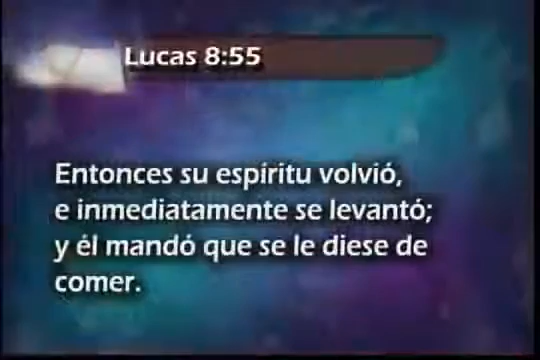 Lucas 8:55
Entonces su espíritu volvió,
e inmediatamente se levantó;
y él mandó que se le diese de
comer.